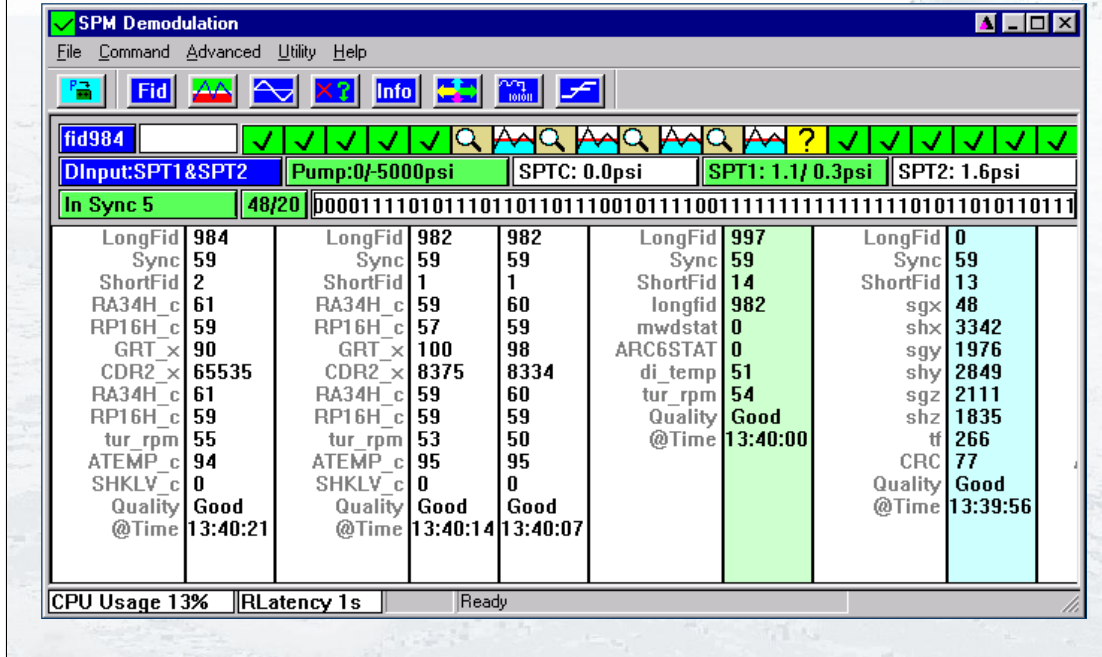 SPM Demodulation
File Command Advanced Utility Help
P Fid ? Info 10101
fid984 ?
DInput:SPT1&SPT2 Pump:0/-5000psi SPTC: 0.0psi SPT1: 1.1/ 0.3psi SPT2: 1.6psi
In Sync 5 48/20
LongFid 984 LongFid 982 982 LongFid 997 LongFid 0
Sync 59 Sync 59 59 Sync 59 Sync 59
ShortFid 2 ShortFid 1 1 ShortFid 14 ShortFid 13
RA34H_c 61 RA34H_c 59 60 longfid 982 sgx 48
RP16H_c 59 RP16H_c 57 59 mwdstat 0 shx 3342
GRT_x 90 GRT_x 100 98 ARC6STAT 0 sgy 1976
CDR2_x 65535 CDR2_x 8375 8334 di_temp 51 shy 2849
RA34H_c 61 RA34H_c 59 60 tur_rpm 54 sgz 2111
RP16H_c 59 RP16H_c 59 59 Quality Good shz 1835
tur_rpm 55 tur_rpm 53 50 @Time 13:40:00 tf 266
ATEMP_c 94 ATEMP_c 95 95 CRC 77
SHKLV_c 0 SHKLV_c 0 0 Quality Good
Quality Good Quality Good Good @Time 13:39:56
@Time 13:40:21 @Time 13:40:14 13:40:07
CPU Usage 13% RLatency 1s Ready